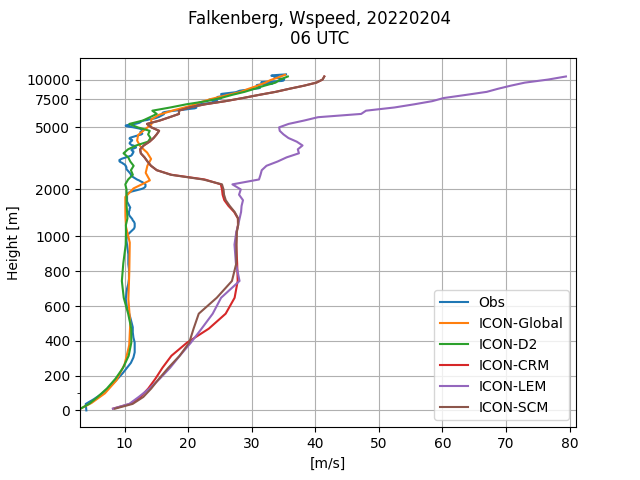 Falkenberg, Wspeed, 20220204
06 UTC
10000
7500
5000
2000
1000
800
600
400
200
0
Height [m]
Obs
ICON-Global
ICON-D2
ICON-CRM
ICON-LEM
ICON-SCM
10 20 30 40 50 60 70 80
[m/s]